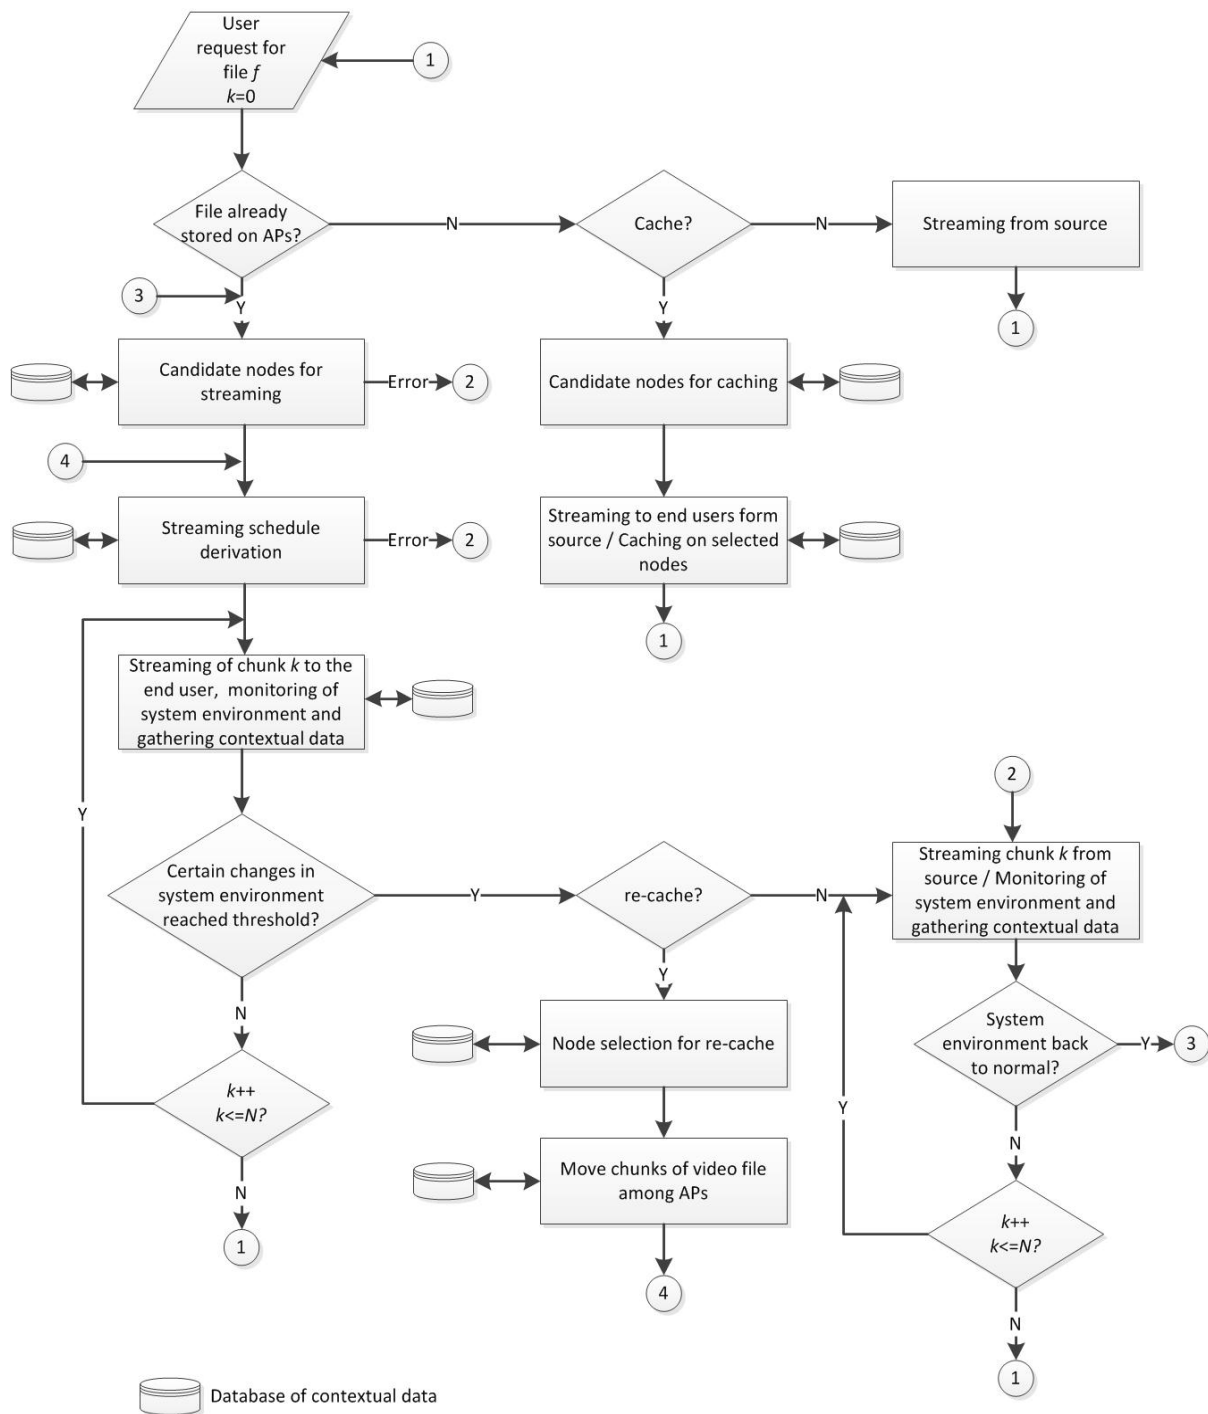 User
request for
file f
k=0
1
File already
stored on APs?
N
Cache?
N
Streaming from source
3
Y
Y
1
Candidate nodes for
streaming
Error
2
Candidate nodes for caching
4
Streaming schedule
derivation
Error
2
Streaming to end users form
source / Caching on selected
nodes
1
Streaming of chunk k to the
end user, monitoring of
system environment and
gathering contextual data
2
Y
Certain changes in
system environment
reached threshold?
Y
re-cache?
N
Streaming chunk k from
source / Monitoring of
system environment and
gathering contextual data
Y
N
Node selection for re-cache
System
environment back
to normal?
Y
3
k++
k<=N?
Y
N
Move chunks of video file
among APs
N
1
k++
k<=N?
4
N
1
Database of contextual data